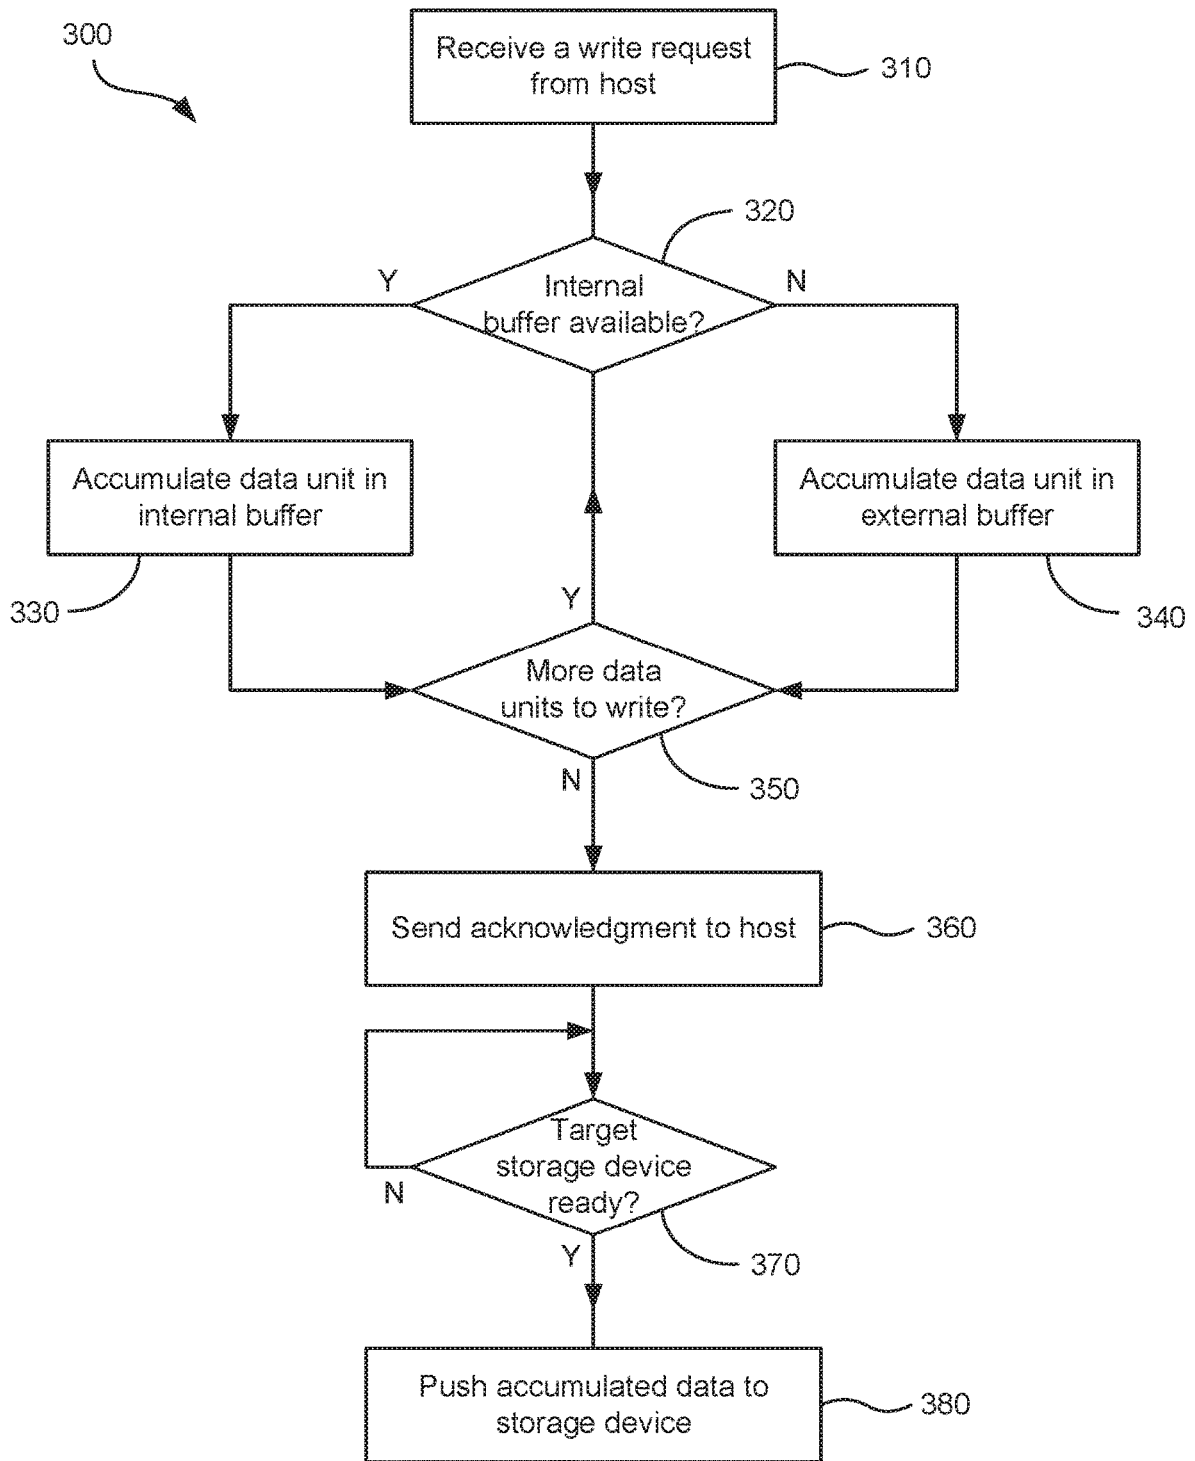 300
Receive a write request
from host
310
320
Y
N
Internal
buffer available?
Accumulate data unit in
internal buffer
Accumulate data unit in
external buffer
330
340
Y
More data
units to write?
350
N
Send acknowledgment to host
360
Target
storage device
ready?
N
370
Y
Push accumulated data to
storage device
380